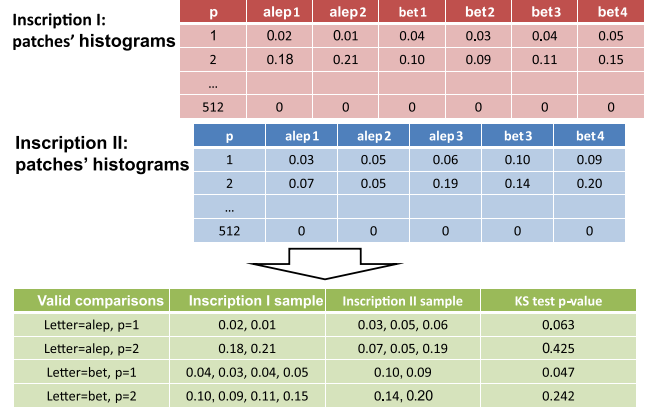 Inscription I:
patches' histograms
p alep1 alep2 bet1 bet2 bet3 bet4
1 0.02 0.01 0.04 0.03 0.04 0.05
2 0.18 0.21 0.10 0.09 0.11 0.15
...
512 0 0 0 0 0 0
Inscription II:
patches' histograms
p alep1 alep2 alep3 bet3 bet4
1 0.03 0.05 0.06 0.10 0.09
2 0.07 0.05 0.19 0.14 0.20
...
512 0 0 0 0 0
Valid comparisons Inscription I sample Inscription II sample KS test p-value
Letter=alep, p=1 0.02, 0.01 0.03, 0.05, 0.06 0.063
Letter=alep, p=2 0.18, 0.21 0.07, 0.05, 0.19 0.425
Letter=bet, p=1 0.04, 0.03, 0.04, 0.05 0.10, 0.09 0.047
Letter=bet, p=2 0.10, 0.09, 0.11, 0.15 0.14, 0.20 0.242